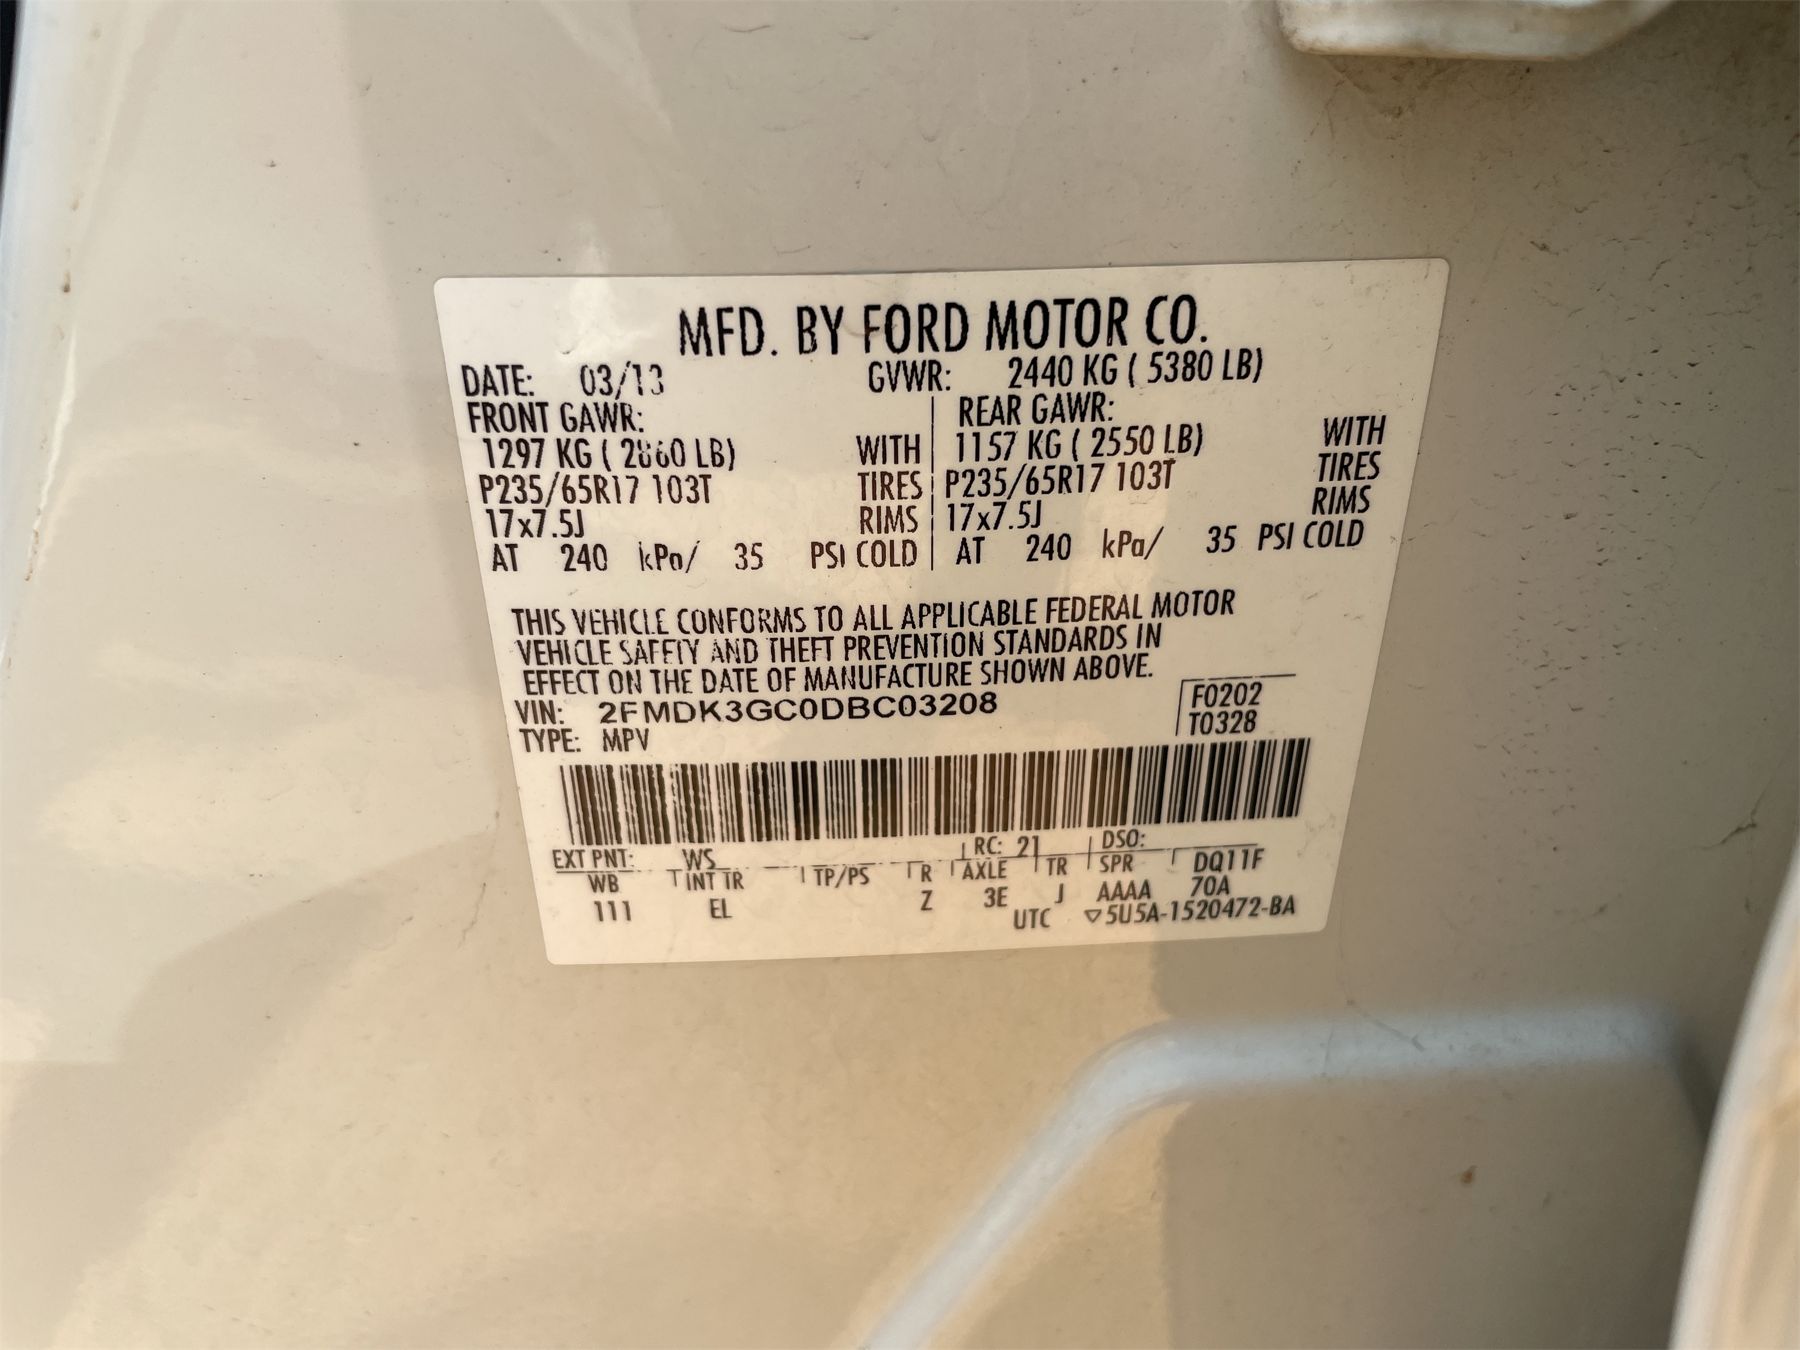 MFD. BY FORD MOTOR CO.
DATE: 03/13 GVWR: 2440 KG ( 5380 LB)
FRONT GAWR: REAR GAWR:
1297 KG ( 2860 LB) WITH 1157 KG ( 2550 LB) WITH
P235/65R17 103T TIRES P235/65R17 103T TIRES
17x7.5J RIMS 17x7.5J RIMS
AT 240 kPa/ 35 PSI COLD AT 240 kPa/ 35 PSI COLD
THIS VEHICLE CONFORMS TO ALL APPLICABLE FEDERAL MOTOR
VEHICLE SAFETY AND THEFT PREVENTION STANDARDS IN
EFFECT ON THE DATE OF MANUFACTURE SHOWN ABOVE.
VIN: 2FMDK3GC0DBC03208 F0202
TYPE: MPV T0328
EXT PNT: WS RC: 21 DSO:
WB INT TR TP/PS R AXLE TR SPR DQ11F
111 EL Z 3E J AAAA 70A
UTC ▽5U5A-1520472-BA